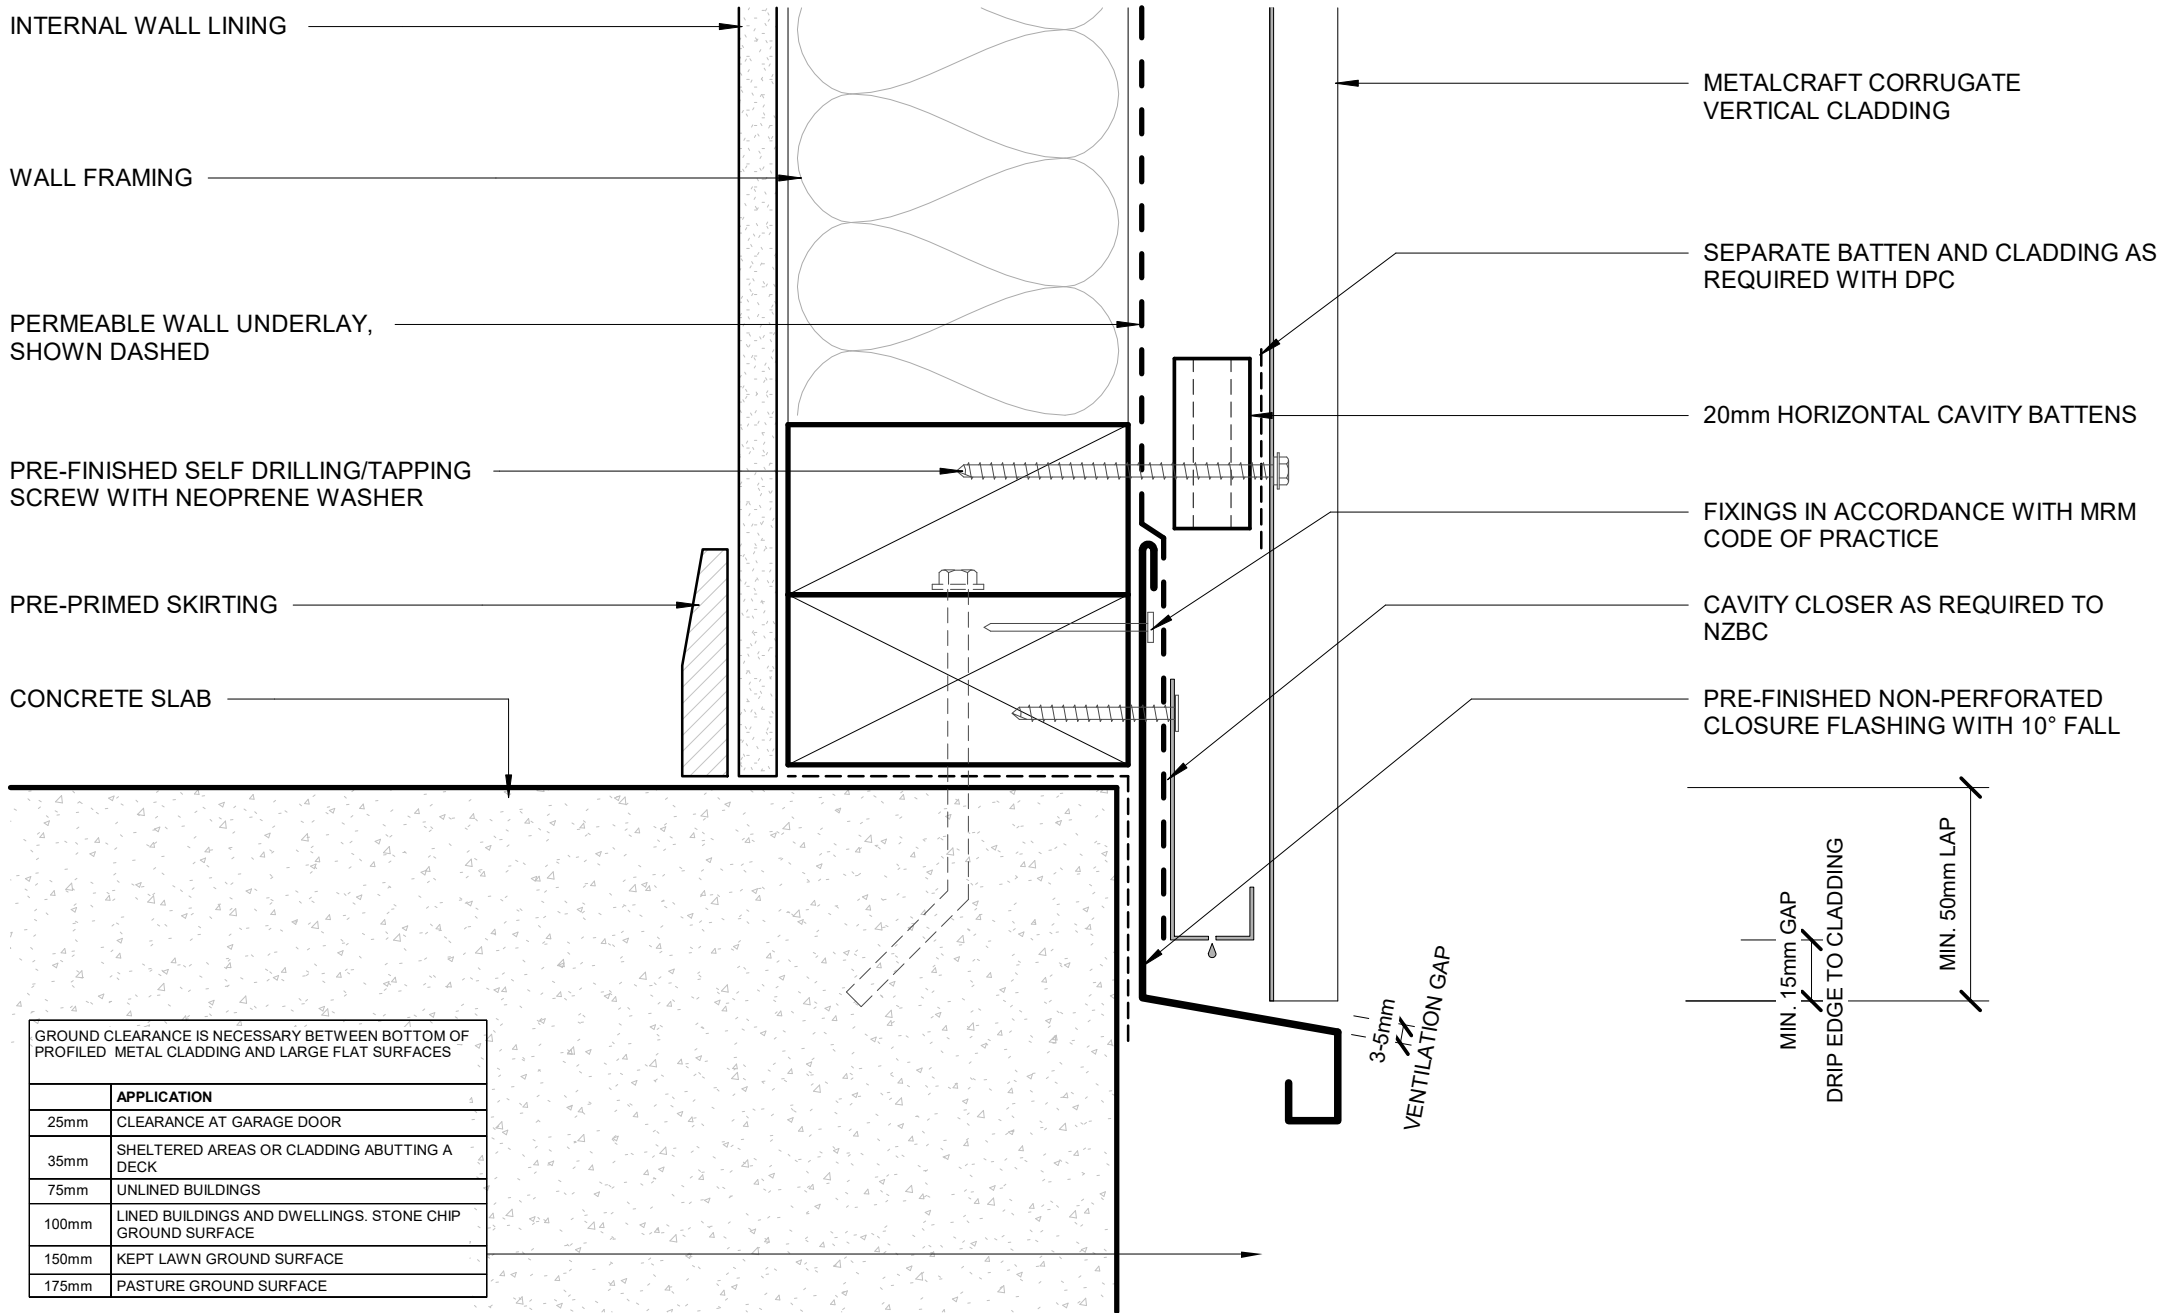 INTERNAL WALL LINING
WALL FRAMING
PERMEABLE WALL UNDERLAY,
SHOWN DASHED
PRE-FINISHED SELF DRILLING/TAPPING
SCREW WITH NEOPRENE WASHER
PRE-PRIMED SKIRTING
CONCRETE SLAB
METALCRAFT CORRUGATE
VERTICAL CLADDING
SEPARATE BATTEN AND CLADDING AS
REQUIRED WITH DPC
20mm HORIZONTAL CAVITY BATTENS
FIXINGS IN ACCORDANCE WITH MRM
CODE OF PRACTICE
CAVITY CLOSER AS REQUIRED TO
NZBC
PRE-FINISHED NON-PERFORATED
CLOSURE FLASHING WITH 10° FALL
3-5mm
VENTILATION GAP
MIN. 15mm GAP
DRIP EDGE TO CLADDING
MIN. 50mm LAP
GROUND CLEARANCE IS NECESSARY BETWEEN BOTTOM OF
PROFILED METAL CLADDING AND LARGE FLAT SURFACES
APPLICATION
25mm CLEARANCE AT GARAGE DOOR
35mm SHELTERED AREAS OR CLADDING ABUTTING A
DECK
75mm UNLINED BUILDINGS
100mm LINED BUILDINGS AND DWELLINGS. STONE CHIP
GROUND SURFACE
150mm KEPT LAWN GROUND SURFACE
175mm PASTURE GROUND SURFACE